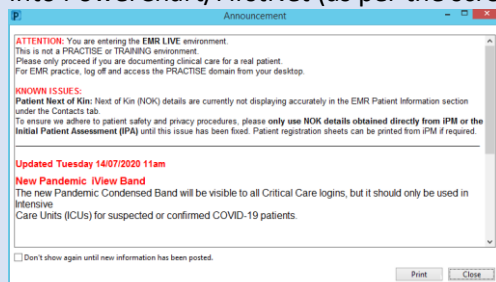 Announcement
ATTENTION: You are entering the EMR LIVE environment.
This is not a PRACTISE or TRAINING environment.
Please only proceed if you are documenting clinical care for a real patient.
For EMR practice, log off and access the PRACTISE domain from your desktop.
KNOWN ISSUES:
Patient Next of Kin: Next of Kin (NOK) details are currently not displaying accurately in the EMR Patient Information section
under the Contacts tab.
To ensure we adhere to patient safety and privacy procedures, please only use NOK details obtained directly from iPM or the
Initial Patient Assessment (IPA) until this issue has been fixed. Patient registration sheets can be printed from iPM if required.
Updated Tuesday 14/07/2020 11am
New Pandemic iView Band
The new Pandemic Condensed Band will be visible to all Critical Care logins, but it should only be used in
Intensive
Care Units (ICUs) for suspected or confirmed COVID-19 patients.
Don't show again until new information has been posted.
Print Close